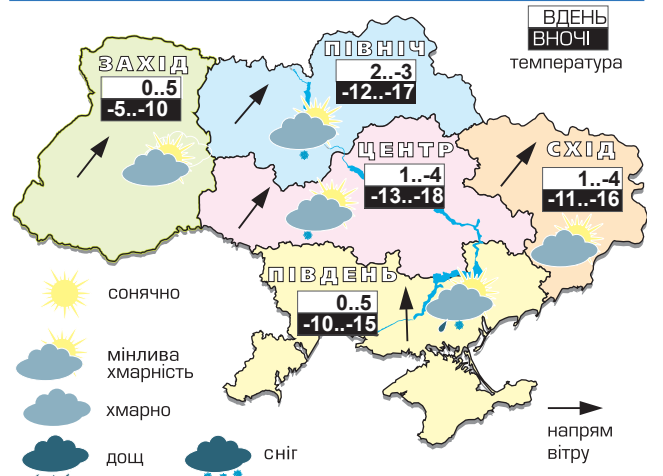 ВДЕНЬ
ВНОЧІ
температура
ЗАХІД
0..5
-5..-10
ПІВНІЧ
2..-3
-12..-17
ЦЕНТР
1..-4
-13..-18
СХІД
1..-4
-11..-16
ПІВДЕНЬ
0..5
-10..-15
сонячно
мінлива
хмарність
хмарно
дощ
сніг
напрям
вітру